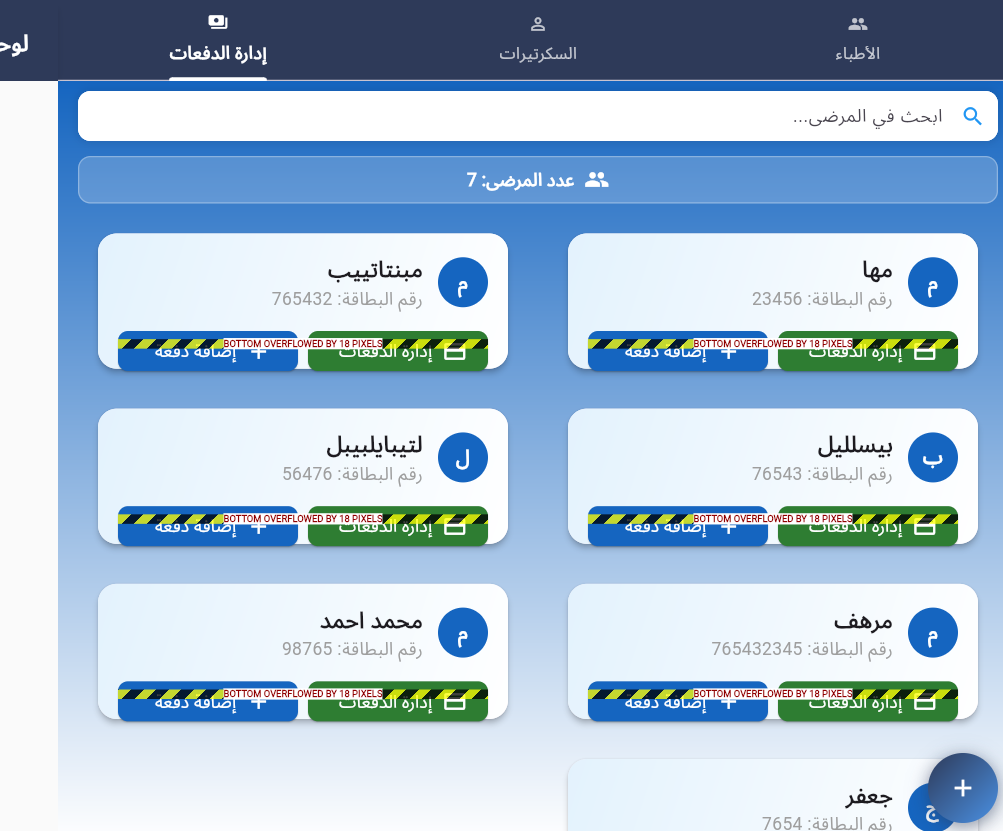 الأطباء
السكرتيرات
إدارة الدفعات
لوح
ابحث في المرضى...
عدد المرضى: 7
مها
رقم البطاقة: 23456
إدارة الدفعات
إضافة دفعة
BOTTOM OVERFLOWED BY 18 PIXELS
مبنتاتييب
رقم البطاقة: 765432
إدارة الدفعات
إضافة دفعة
BOTTOM OVERFLOWED BY 18 PIXELS
بيسلليل
رقم البطاقة: 76543
إدارة الدفعات
إضافة دفعة
BOTTOM OVERFLOWED BY 18 PIXELS
لتيبايلبيبل
رقم البطاقة: 56476
إدارة الدفعات
إضافة دفعة
BOTTOM OVERFLOWED BY 18 PIXELS
مرهف
رقم البطاقة: 765432345
إدارة الدفعات
إضافة دفعة
BOTTOM OVERFLOWED BY 18 PIXELS
محمد احمد
رقم البطاقة: 98765
إدارة الدفعات
إضافة دفعة
BOTTOM OVERFLOWED BY 18 PIXELS
جعفر
رقم البطاقة: 7654
م
م
ب
ل
م
م
ج